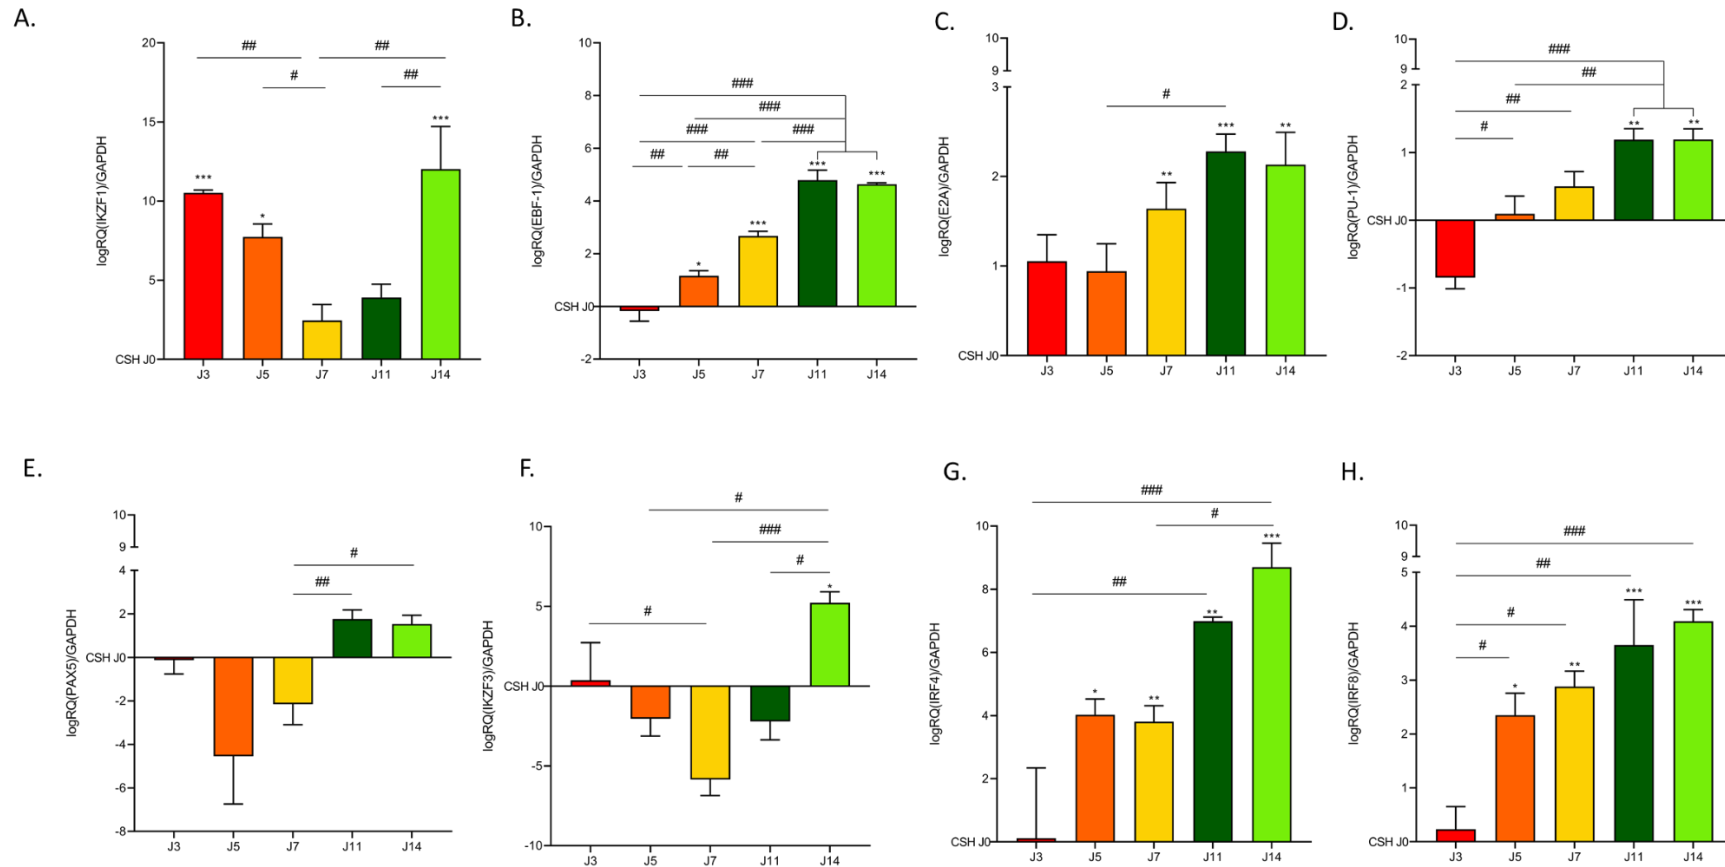 A.
logRQ(IKZF1)/GAPDH
20
15
10
5
CSH J0
##
##
#
##
***
*
***
J3 J5 J7 J11 J14
B.
logRQ(EBF-1)/GAPDH
10
8
6
4
2
CSH J0
-2
###
###
###
###
##
##
*
***
***
***
J3 J5 J7 J11 J14
C.
logRQ(E2A)/GAPDH
10
9
3
2
1
CSH J0
#
**
***
**
J3 J5 J7 J11 J14
D.
logRQ(PU-1)/GAPDH
10
9
2
1
CSH J0
-1
-2
###
##
##
#
**
**
J3 J5 J7 J11 J14
E.
logRQ(PAX5)/GAPDH
10
9
4
2
CSH J0
-2
-4
-6
-8
#
##
J3 J5 J7 J11 J14
F.
logRQ(IKZF3)/GAPDH
10
5
CSH J0
-5
-10
#
###
#
#
*
J3 J5 J7 J11 J14
G.
logRQ(IRF4)/GAPDH
10
8
6
4
2
CSH J0
###
#
##
*
**
**
***
J3 J5 J7 J11 J14
H.
logRQ(IRF8)/GAPDH
10
9
5
4
3
2
1
CSH J0
###
##
#
#
*
**
***
***
J3 J5 J7 J11 J14